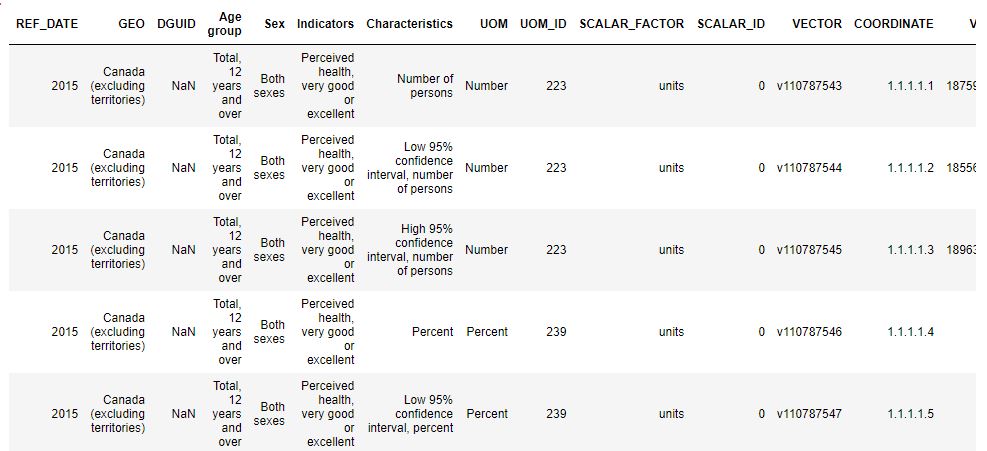 REF_DATE GEO DGUID Age group Sex Indicators Characteristics UOM UOM_ID SCALAR_FACTOR SCALAR_ID VECTOR COORDINATE V
2015 Canada (excluding territories) NaN Total, 12 years and over Both sexes Perceived health, very good or excellent Number of persons Number 223 units 0 v110787543 1.1.1.1.1 18759
2015 Canada (excluding territories) NaN Total, 12 years and over Both sexes Perceived health, very good or excellent Low 95% confidence interval, number of persons Number 223 units 0 v110787544 1.1.1.1.2 18556
2015 Canada (excluding territories) NaN Total, 12 years and over Both sexes Perceived health, very good or excellent High 95% confidence interval, number of persons Number 223 units 0 v110787545 1.1.1.1.3 18963
2015 Canada (excluding territories) NaN Total, 12 years and over Both sexes Perceived health, very good or excellent Percent Percent 239 units 0 v110787546 1.1.1.1.4
2015 Canada (excluding territories) NaN Total, 12 years and over Both sexes Perceived health, very good or excellent Low 95% confidence interval, percent Percent 239 units 0 v110787547 1.1.1.1.5